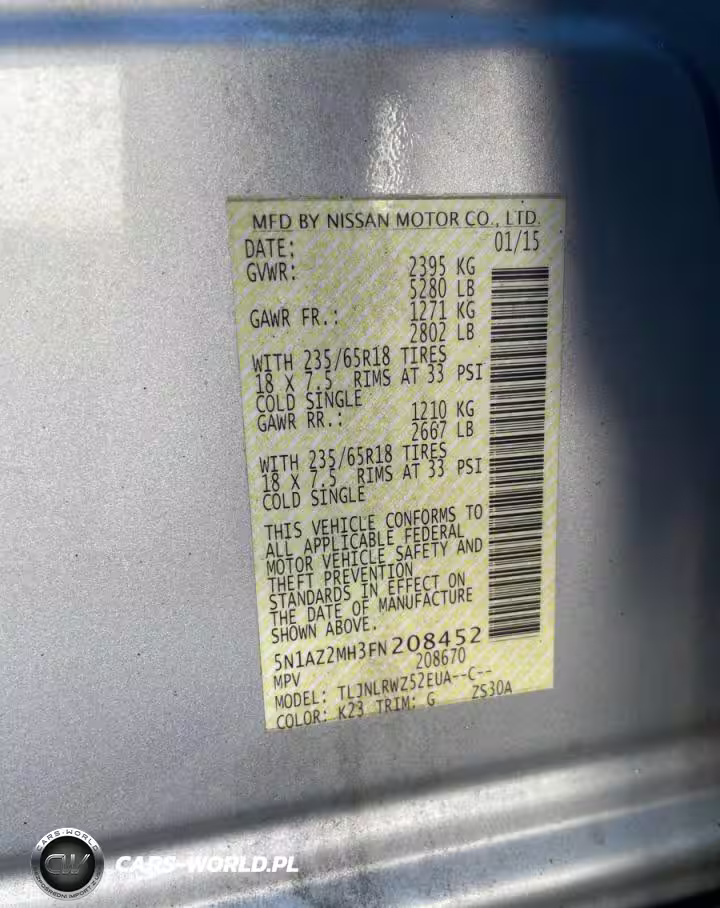 MFD BY NISSAN MOTOR CO., LTD.
DATE: 01/15
GVWR: 2395 KG
5280 LB
GAWR FR.: 1271 KG
2802 LB
WITH 235/65R18 TIRES
18 X 7.5 RIMS AT 33 PSI
COLD SINGLE
GAWR RR.: 1210 KG
2667 LB
WITH 235/65R18 TIRES
18 X 7.5 RIMS AT 33 PSI
COLD SINGLE
THIS VEHICLE CONFORMS TO
ALL APPLICABLE FEDERAL
MOTOR VEHICLE SAFETY AND
THEFT PREVENTION
STANDARDS IN EFFECT ON
THE DATE OF MANUFACTURE
SHOWN ABOVE.
5N1AZ2MH3FN208452
MPV 208670
MODEL: TLJNLRWZ52EUA--C--
COLOR: K23 TRIM: G ZS30A
CARS-WORLD
CW
CARS-WORLD.PL